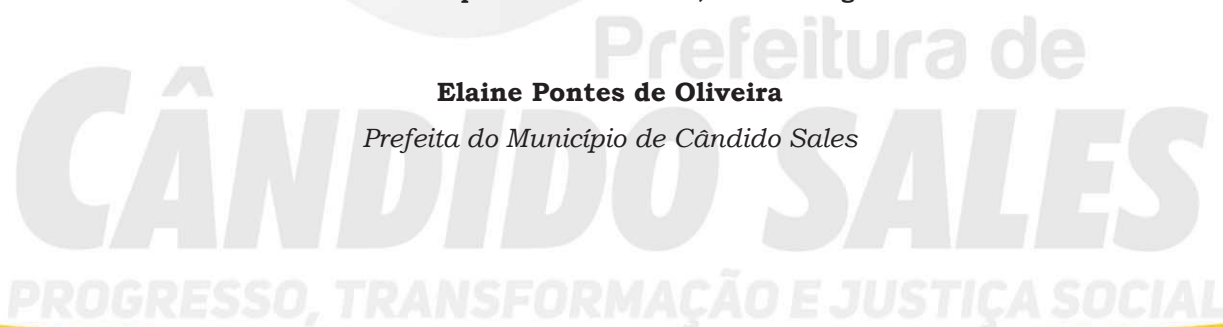 Prefeitura de
Elaine Pontes de Oliveira
Prefeita do Município de Cândido Sales
CÂNDIDO SALES
PROGRESSO, TRANSFORMAÇÃO E JUSTIÇA SOCIAL